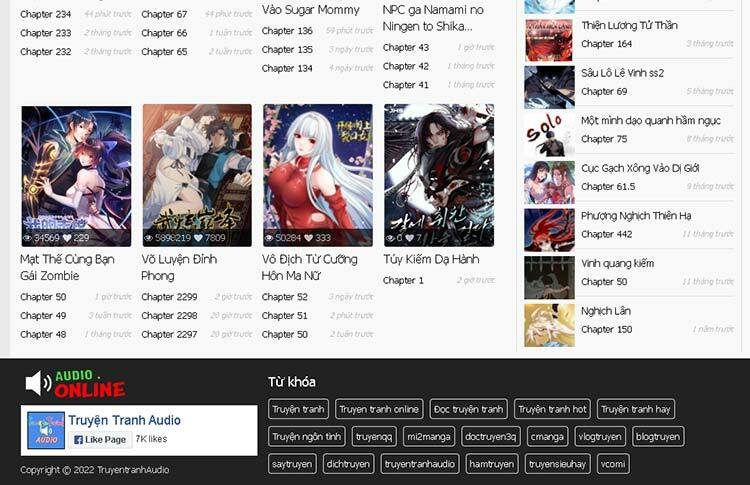 Chapter 234 44 phút trước
Chapter 233 2 tháng trước
Chapter 232 2 tháng trước
Chapter 67 44 phút trước
Chapter 66 1 tuần trước
Chapter 65 2 tuần trước
Vào Sugar Mommy
Chapter 136 59 phút trước
Chapter 135 3 ngày trước
Chapter 134 4 ngày trước
NPC ga Namami no
Ningen to Shika...
Chapter 43 1 giờ trước
Chapter 42 1 tháng trước
Chapter 41 1 tháng trước
34569 229
Mạt Thế Cùng Bạn
Gái Zombie
Chapter 50 1 giờ trước
Chapter 49 3 tuần trước
Chapter 48 1 tháng trước
5898219 7809
Võ Luyện Đỉnh
Phong
Chapter 2299 2 giờ trước
Chapter 2298 20 giờ trước
Chapter 2297 20 giờ trước
50284 333
Vô Địch Từ Cưỡng
Hôn Ma Nữ
Chapter 52 3 ngày trước
Chapter 51 2 phút trước
Chapter 50 2 tuần trước
0 7
Túy Kiếm Dạ Hành
Chapter 1 2 giờ trước
Thiện Lương Tử Thần
Chapter 164 3 tháng trước
Sâu Lô Lê Vinh ss2
Chapter 69 5 tháng trước
Solo
Một mình dạo quanh hầm ngục
Chapter 75 8 tháng trước
Cục Gạch Xông Vào Dị Giới
Chapter 61.5 9 tháng trước
Phượng Nghịch Thiên Hạ
Chapter 442 11 tháng trước
Vinh quang kiếm
Chapter 50 11 tháng trước
Nghịch Lân
Chapter 150 1 năm trước
AUDIO .
ONLINE
Truyện Tranh Audio
Like Page 7K likes
AUDIO
Copyright © 2022 TruyentranhAudio
Từ khóa
Truyện tranh Truyen tranh online Đọc truyện tranh Truyện tranh hot Truyện tranh hay
Truyện ngôn tình truyenqq mi2manga doctruyen3q cmanga vlogtruyen blogtruyen
saytruyen dichtruyen truyentranhaudio hamtruyen truyensieuhay vcomi